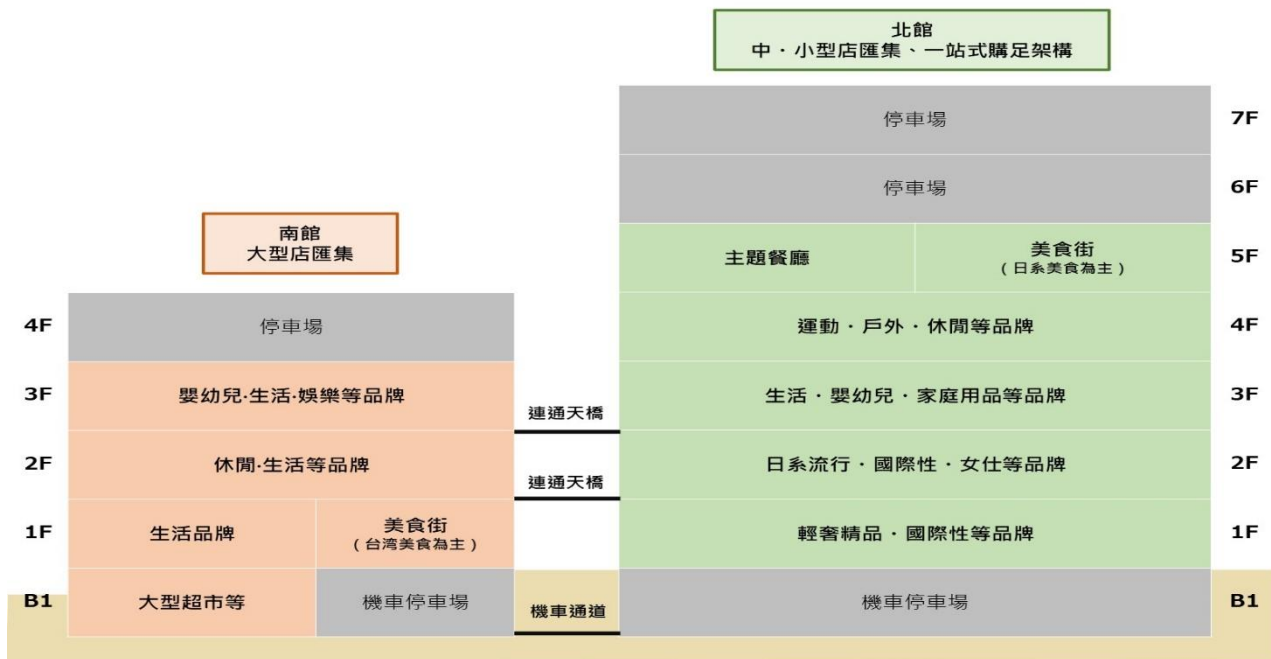 北館
中・小型店匯集、一站式購足架構
停車場
7F
停車場
6F
南館
大型店匯集
主題餐廳
美食街
(日系美食為主)
5F
4F
停車場
運動・戶外・休閒等品牌
4F
3F
嬰幼兒·生活·娛樂等品牌
連通天橋
生活・嬰幼兒・家庭用品等品牌
3F
2F
休閒·生活等品牌
連通天橋
日系流行・國際性・女仕等品牌
2F
1F
生活品牌
美食街
(台湾美食為主)
輕奢精品・國際性等品牌
1F
B1
大型超市等
機車停車場
機車通道
機車停車場
B1